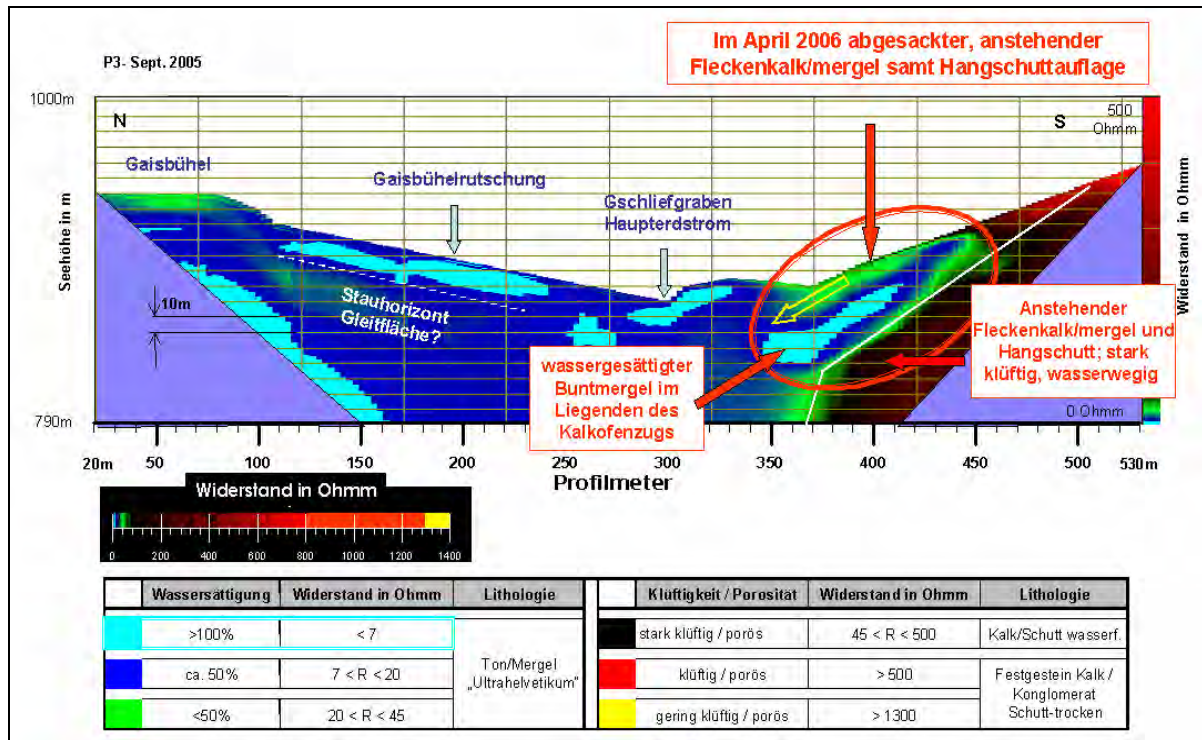 Im April 2006 abgesackter, anstehender
Fleckenkalk/mergel samt Hangschuttauflage
P3- Sept. 2005
1000m
N
S
500
Ohmm
Gaisbühel
Gaisbühelrutschung
Gschliefgraben
Haupterdstrom
Seehöhe in m
Widerstand in Ohmm
10m
Stauhorizont
Gleitfläche?
Anstehender
Fleckenkalk/mergel und
Hangschutt; stark
klüftig, wasserwegig
wassergesättigter
Buntmergel im
Liegenden des
Kalkofenzugs
790m
0 Ohmm
20m 50 100 150 200 250 300 350 400 450 500 530m
Profilmeter
Widerstand in Ohmm
0 200 400 600 800 1000 1200 1400
Wassersättigung Widerstand in Ohmm Lithologie
>100% < 7
ca. 50% 7 < R < 20
<50% 20 < R < 45
Ton/Mergel
„Ultrahelvetikum"
Klüftigkeit / Porosität Widerstand in Ohmm Lithologie
stark klüftig / porös 45 < R < 500 Kalk/Schutt wasserf.
klüftig / porös > 500
gering klüftig / porös > 1300
Festgestein Kalk /
Konglomerat
Schutt-trocken